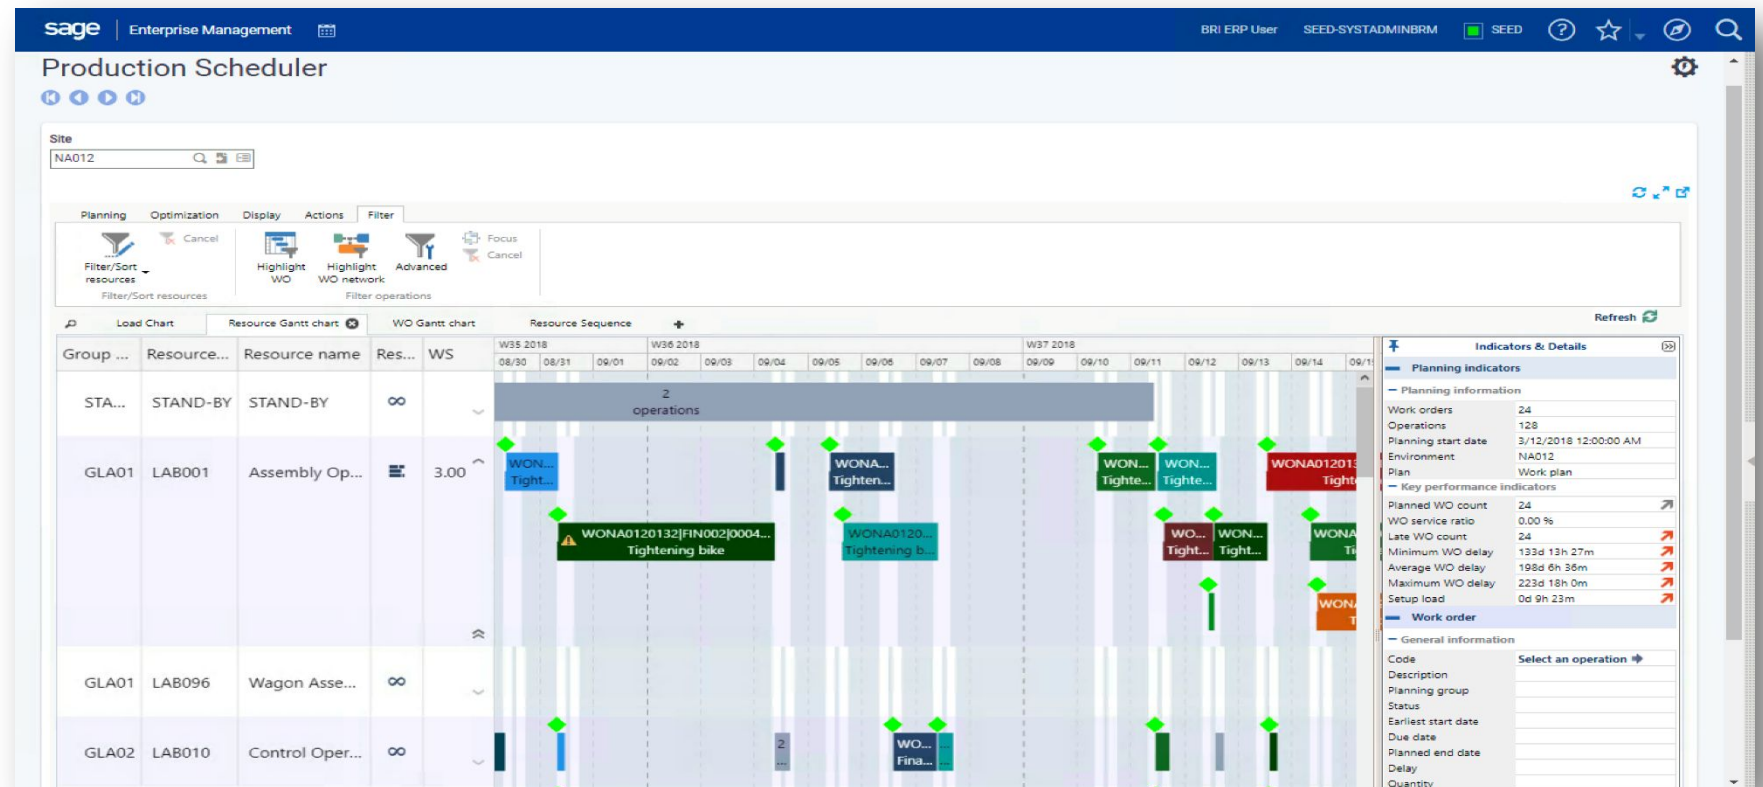 sage Enterprise Management
BRI ERP User SEED-SYSTADMINBRM SEED
Production Scheduler
Site
NA012
Planning Optimization Display Actions Filter
Filter/Sort resources
Cancel
Highlight WO
Highlight WO network
Advanced
Focus
Cancel
Filter/Sort resources
Filter operations
Load Chart Resource Gantt chart WO Gantt chart Resource Sequence +
Refresh
Group ... Resource... Resource name Res... WS
W35 2018 W36 2018 W37 2018
08/30 08/31 09/01 09/02 09/03 09/04 09/05 09/06 09/07 09/08 09/09 09/10 09/11 09/12 09/13 09/14
STA... STAND-BY STAND-BY ∞
2
operations
GLA01 LAB001 Assembly Op... 3.00
WON... WONA... WON... WON... WONA012013
Tight... Tighten... Tighte... Tighte... Tight
WONA0120132|FIN002|0004... WONA0120... WO... WON... WONA
Tightening bike Tightening b... Tight... Tight... Ti
WON
T
GLA01 LAB096 Wagon Asse... ∞
GLA02 LAB010 Control Oper... ∞
2 WO...
... Fina...
Indicators & Details
Planning indicators
Planning information
Work orders 24
Operations 128
Planning start date 3/12/2018 12:00:00 AM
Environment NA012
Plan Work plan
Key performance indicators
Planned WO count 24
WO service ratio 0.00 %
Late WO count 24
Minimum WO delay 133d 13h 27m
Average WO delay 198d 6h 36m
Maximum WO delay 223d 18h 0m
Setup load 0d 9h 23m
Work order
General information
Code Select an operation
Description
Planning group
Status
Earliest start date
Due date
Planned end date
Delay
Quantity